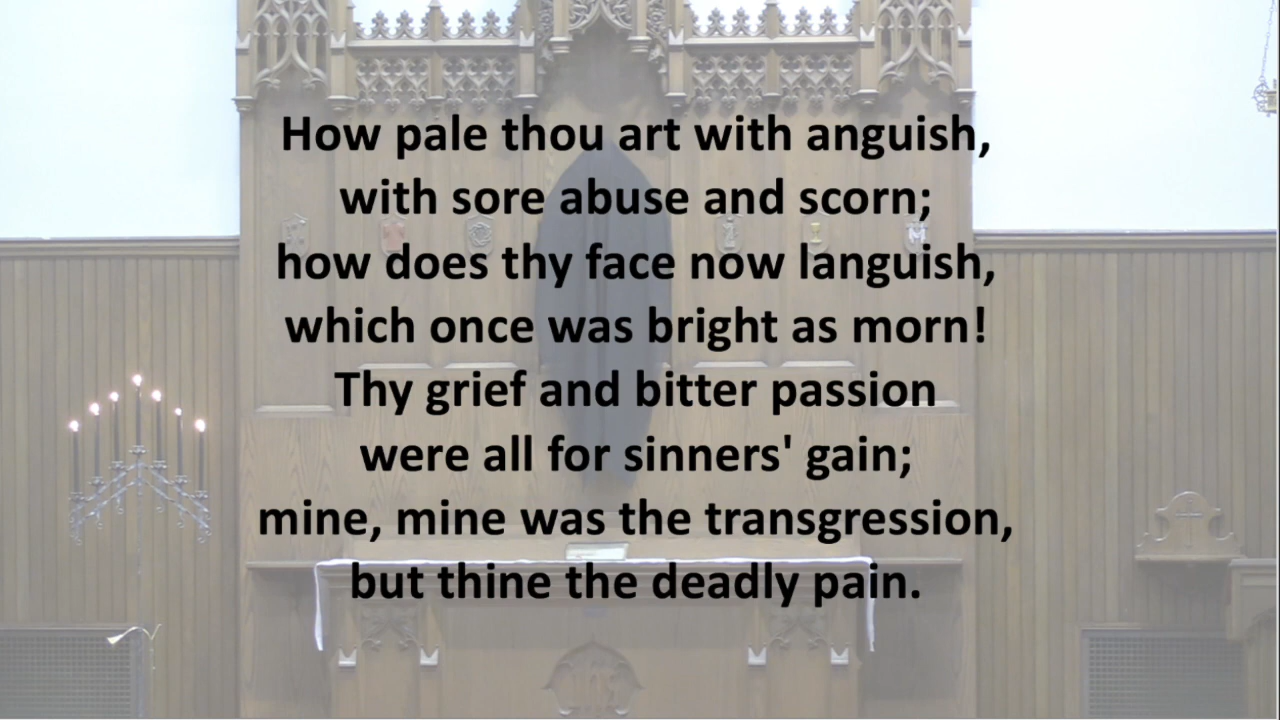 How pale thou art with anguish,
with sore abuse and scorn;
how does thy face now languish,
which once was bright as morn!
Thy grief and bitter passion
were all for sinners' gain;
mine, mine was the transgression,
but thine the deadly pain.